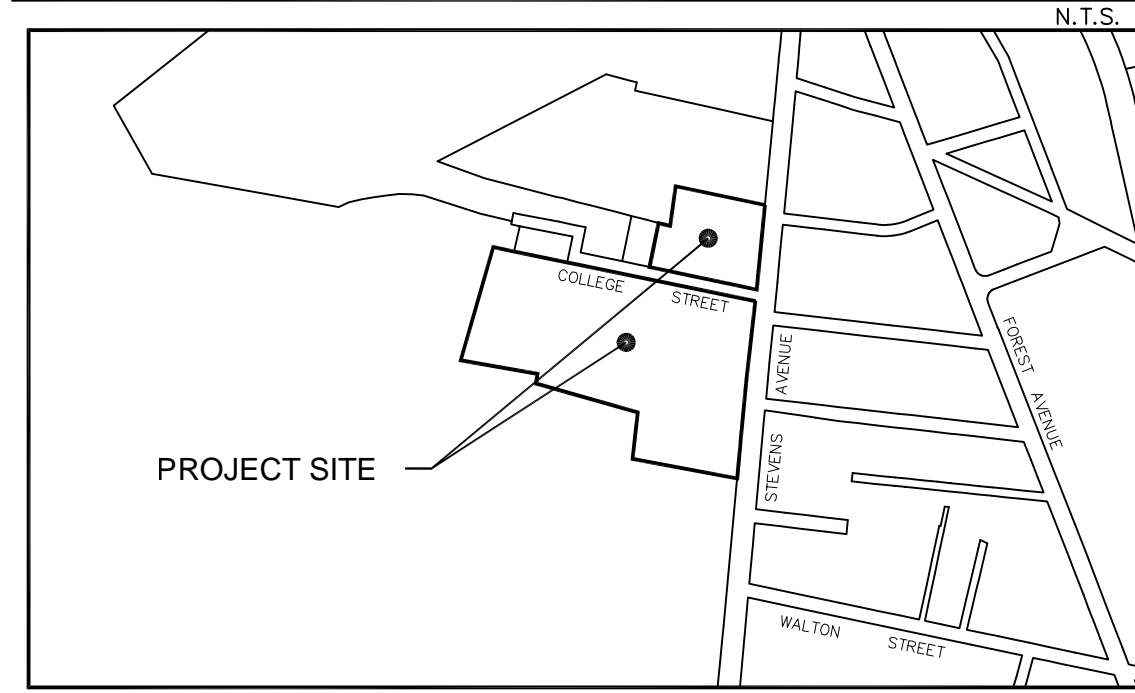 N.T.S.
COLLEGE STREET
FOREST AVENUE
STEVENS AVENUE
PROJECT SITE
WALTON STREET